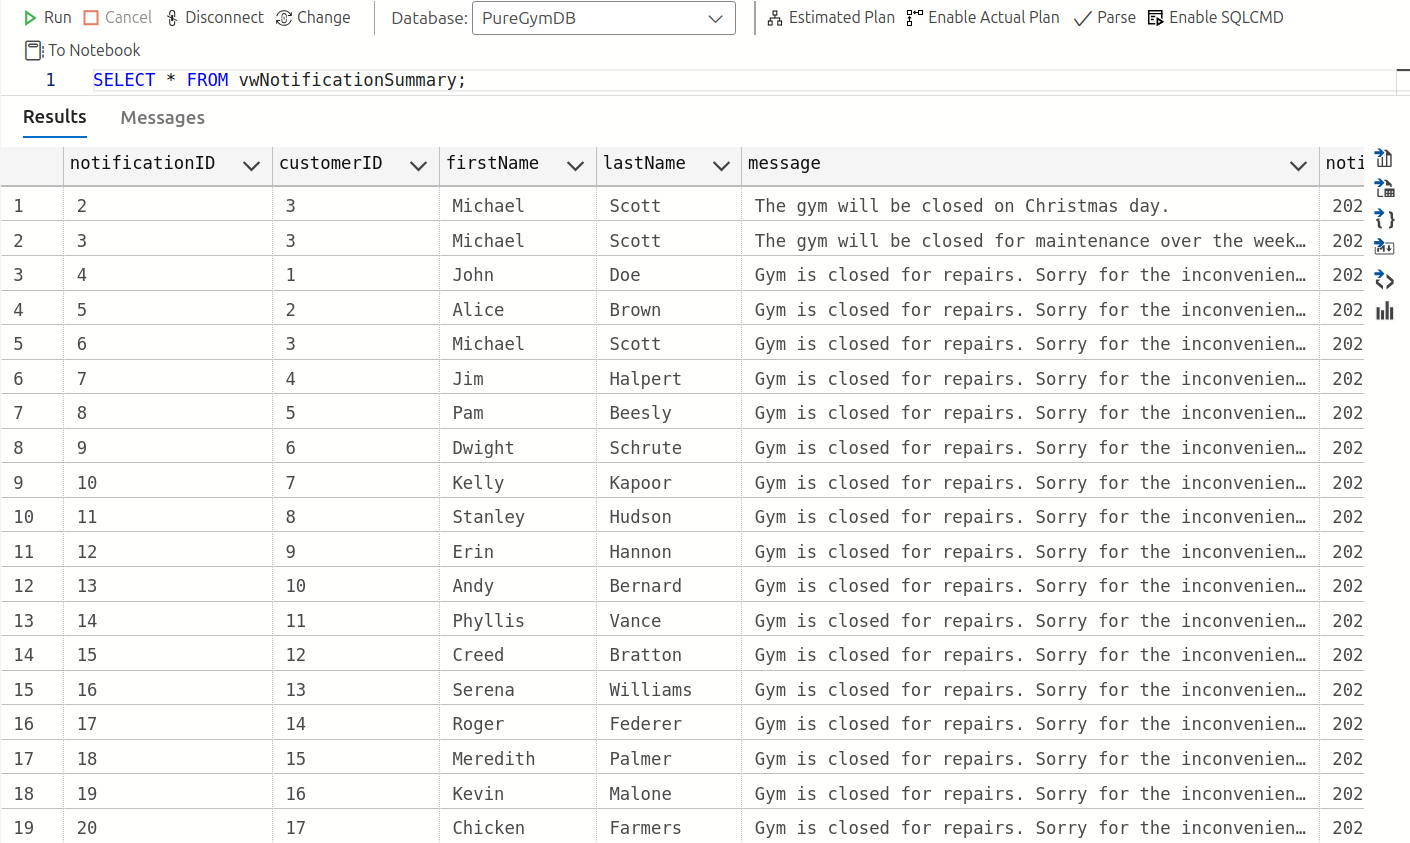 Run Cancel Disconnect Change Database: PureGymDB Estimated Plan Enable Actual Plan Parse Enable SQLCMD
To Notebook
1 SELECT * FROM vwNotificationSummary;
Results Messages
notificationID customerID firstName lastName message noti
1 2 3 Michael Scott The gym will be closed on Christmas day. 202
2 3 3 Michael Scott The gym will be closed for maintenance over the week… 202
3 4 1 John Doe Gym is closed for repairs. Sorry for the inconvenien… 202
4 5 2 Alice Brown Gym is closed for repairs. Sorry for the inconvenien… 202
5 6 3 Michael Scott Gym is closed for repairs. Sorry for the inconvenien… 202
6 7 4 Jim Halpert Gym is closed for repairs. Sorry for the inconvenien… 202
7 8 5 Pam Beesly Gym is closed for repairs. Sorry for the inconvenien… 202
8 9 6 Dwight Schrute Gym is closed for repairs. Sorry for the inconvenien… 202
9 10 7 Kelly Kapoor Gym is closed for repairs. Sorry for the inconvenien… 202
10 11 8 Stanley Hudson Gym is closed for repairs. Sorry for the inconvenien… 202
11 12 9 Erin Hannon Gym is closed for repairs. Sorry for the inconvenien… 202
12 13 10 Andy Bernard Gym is closed for repairs. Sorry for the inconvenien… 202
13 14 11 Phyllis Vance Gym is closed for repairs. Sorry for the inconvenien… 202
14 15 12 Creed Bratton Gym is closed for repairs. Sorry for the inconvenien… 202
15 16 13 Serena Williams Gym is closed for repairs. Sorry for the inconvenien… 202
16 17 14 Roger Federer Gym is closed for repairs. Sorry for the inconvenien… 202
17 18 15 Meredith Palmer Gym is closed for repairs. Sorry for the inconvenien… 202
18 19 16 Kevin Malone Gym is closed for repairs. Sorry for the inconvenien… 202
19 20 17 Chicken Farmers Gym is closed for repairs. Sorry for the inconvenien… 202